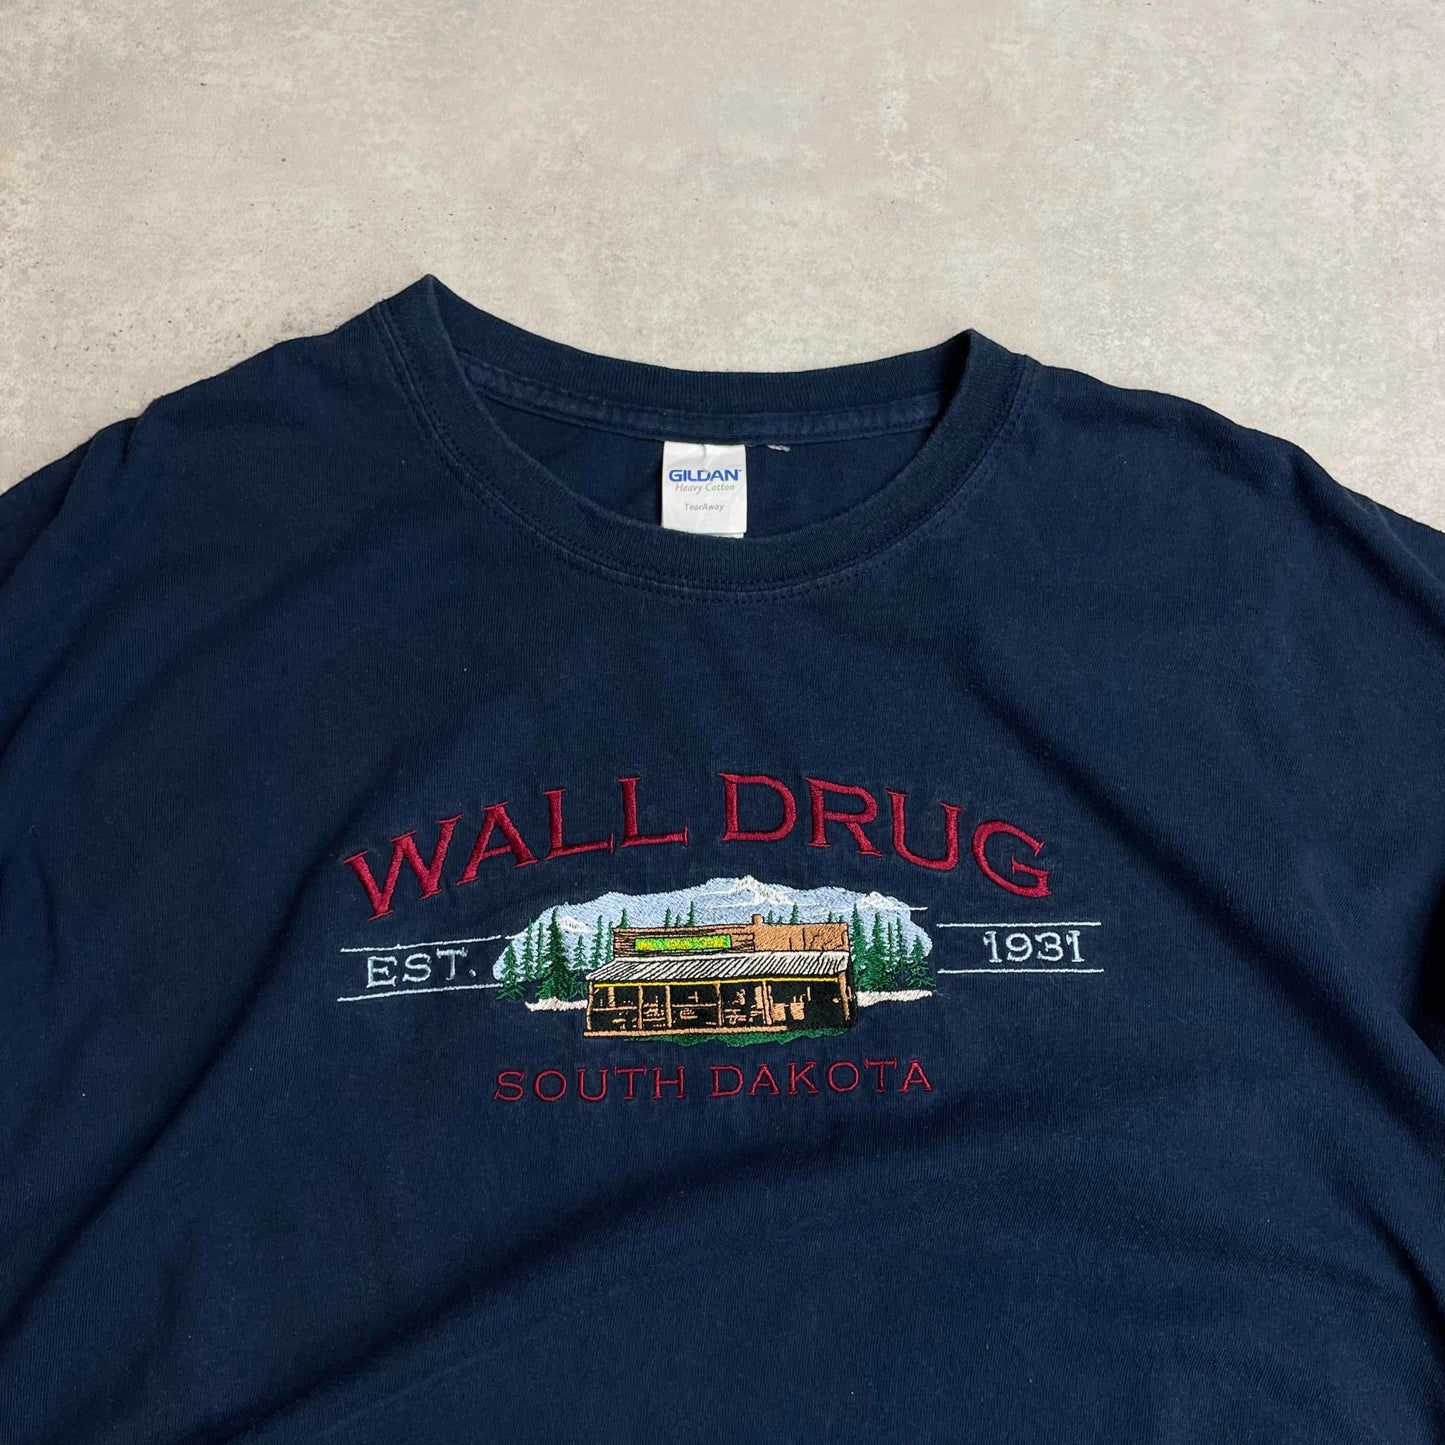 GILDAN
Heavy Cotton
TearAway
WALL DRUG
EST. 1931
SOUTH DAKOTA